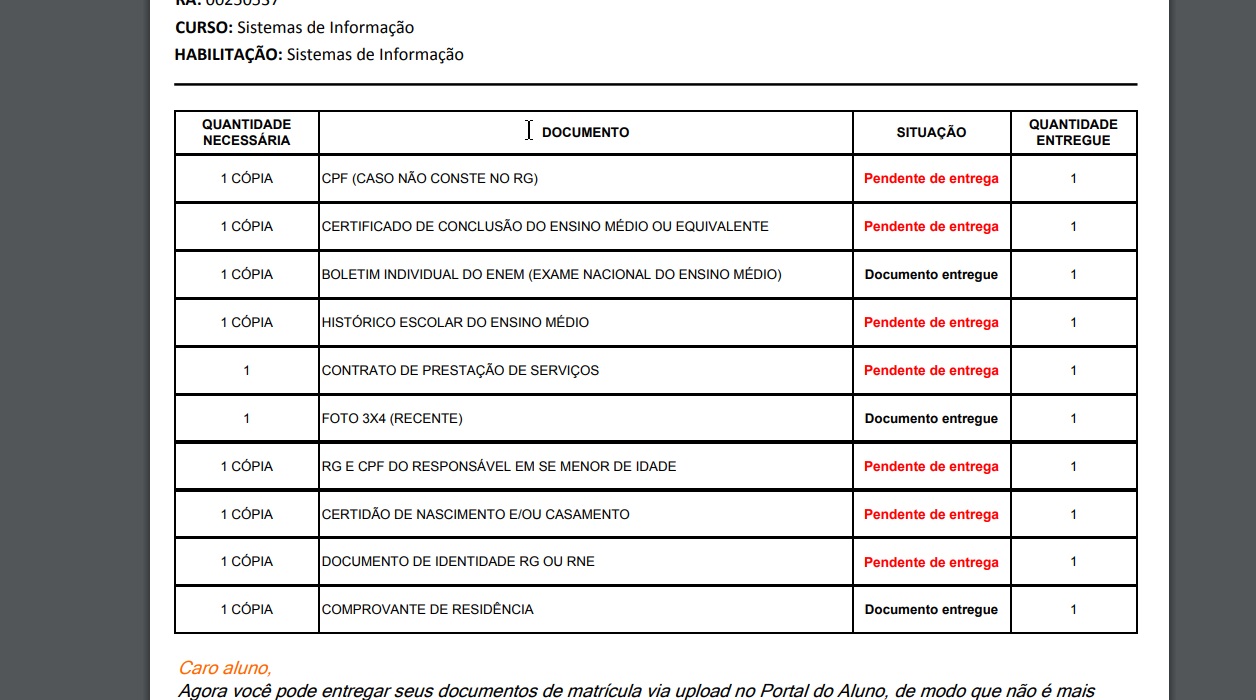 CURSO: Sistemas de Informação
HABILITAÇÃO: Sistemas de Informação
QUANTIDADE NECESSÁRIA DOCUMENTO SITUAÇÃO QUANTIDADE ENTREGUE
1 CÓPIA CPF (CASO NÃO CONSTE NO RG) Pendente de entrega 1
1 CÓPIA CERTIFICADO DE CONCLUSÃO DO ENSINO MÉDIO OU EQUIVALENTE Pendente de entrega 1
1 CÓPIA BOLETIM INDIVIDUAL DO ENEM (EXAME NACIONAL DO ENSINO MÉDIO) Documento entregue 1
1 CÓPIA HISTÓRICO ESCOLAR DO ENSINO MÉDIO Pendente de entrega 1
1 CONTRATO DE PRESTAÇÃO DE SERVIÇOS Pendente de entrega 1
1 FOTO 3X4 (RECENTE) Documento entregue 1
1 CÓPIA RG E CPF DO RESPONSÁVEL EM SE MENOR DE IDADE Pendente de entrega 1
1 CÓPIA CERTIDÃO DE NASCIMENTO E/OU CASAMENTO Pendente de entrega 1
1 CÓPIA DOCUMENTO DE IDENTIDADE RG OU RNE Pendente de entrega 1
1 CÓPIA COMPROVANTE DE RESIDÊNCIA Documento entregue 1
Caro aluno,
Agora você pode entregar seus documentos de matrícula via upload no Portal do Aluno, de modo que não é mais